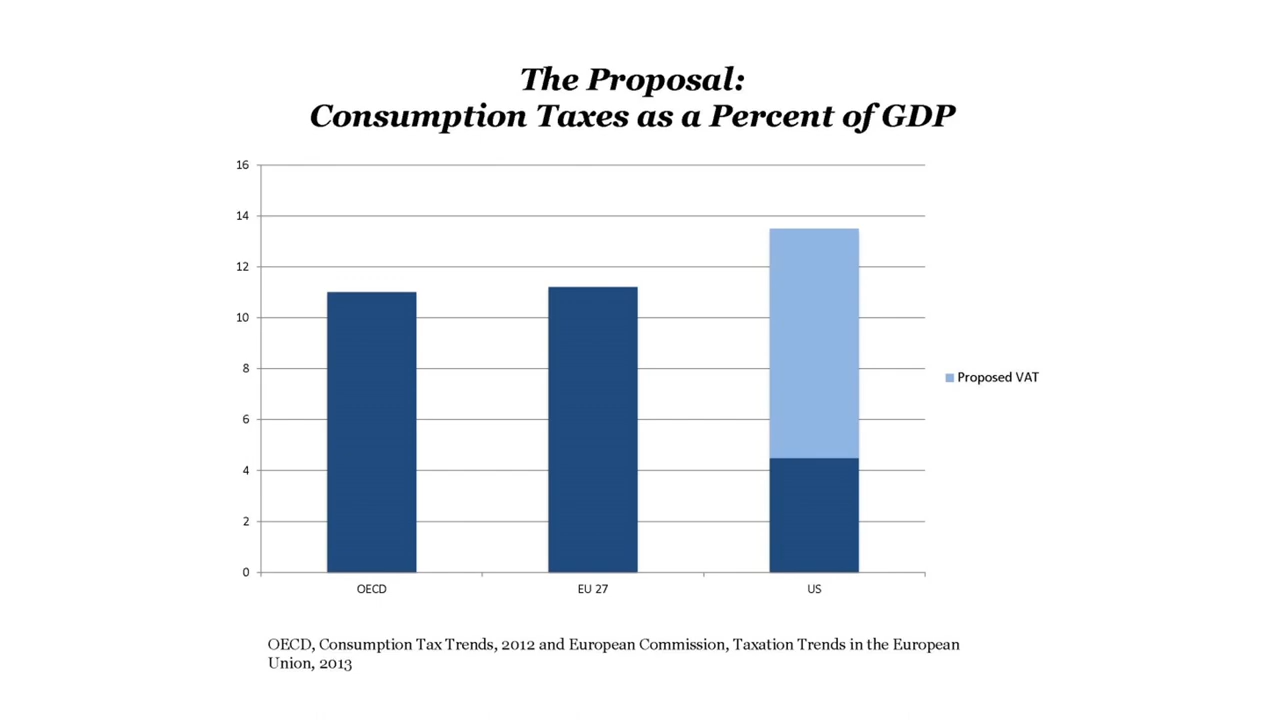 The Proposal:
Consumption Taxes as a Percent of GDP
16
14
12
10
8
6
4
2
0
OECD
EU 27
US
Proposed VAT
OECD, Consumption Tax Trends, 2012 and European Commission, Taxation Trends in the European
Union, 2013